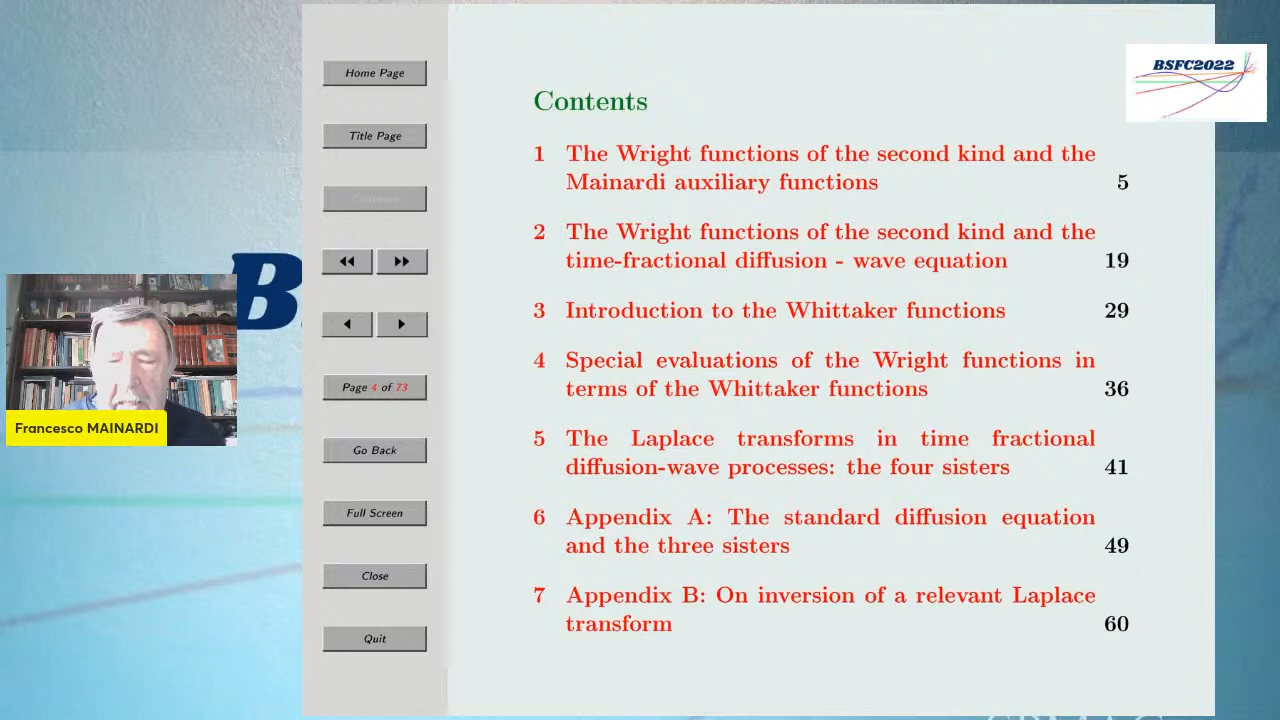 Home Page
Title Page
Contents
Page 4 of 73
Go Back
Full Screen
Close
Quit
Francesco MAINARDI
BSFC2022
B
Contents
1 The Wright functions of the second kind and the
Mainardi auxiliary functions 5
2 The Wright functions of the second kind and the
time-fractional diffusion - wave equation 19
3 Introduction to the Whittaker functions 29
4 Special evaluations of the Wright functions in
terms of the Whittaker functions 36
5 The Laplace transforms in time fractional
diffusion-wave processes: the four sisters 41
6 Appendix A: The standard diffusion equation
and the three sisters 49
7 Appendix B: On inversion of a relevant Laplace
transform 60